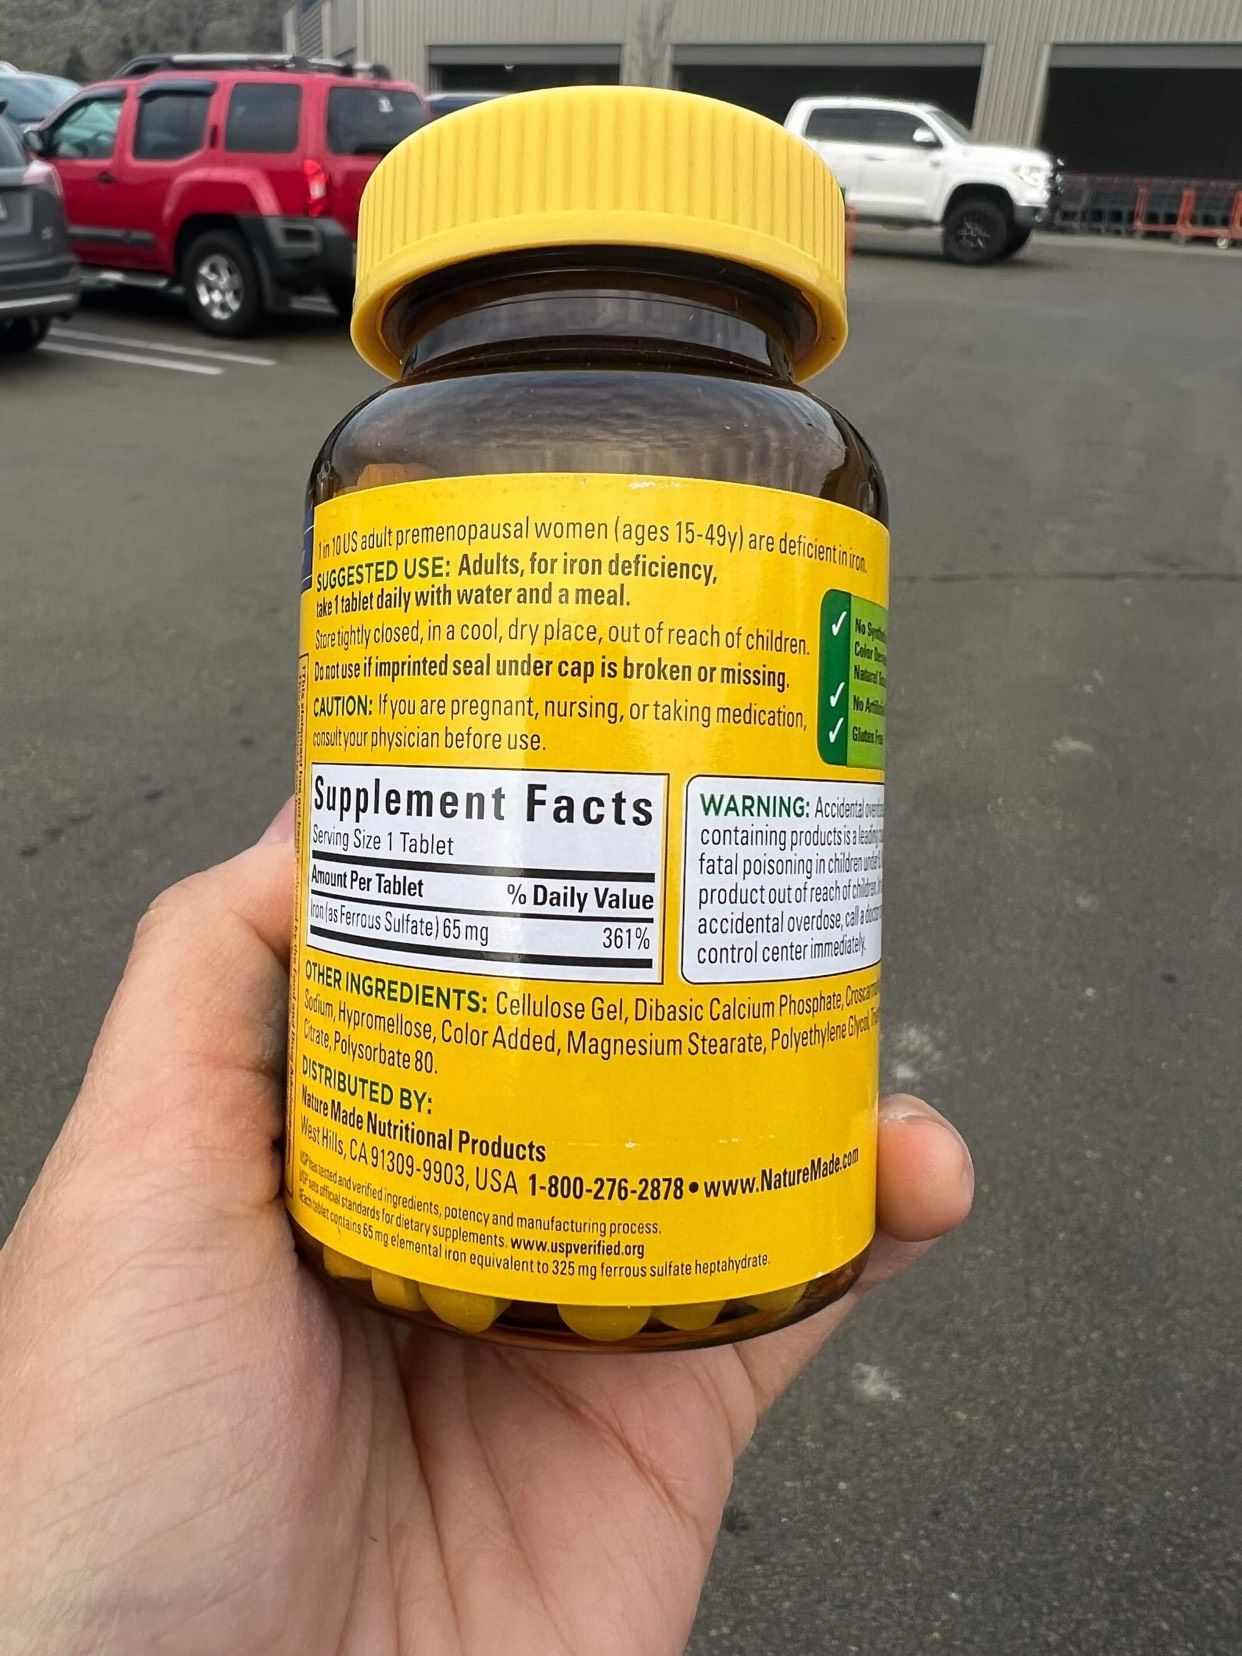 1 in 10 US adult premenopausal women (ages 15-49y) are deficient in iron.
SUGGESTED USE: Adults, for iron deficiency,
take 1 tablet daily with water and a meal.
Store tightly closed, in a cool, dry place, out of reach of children.
Do not use if imprinted seal under cap is broken or missing.
CAUTION: If you are pregnant, nursing, or taking medication,
consult your physician before use.
✓ No
Color
Natural
✓ No
✓ Gluten Free
Supplement Facts
Serving Size 1 Tablet
Amount Per Tablet % Daily Value
Iron (as Ferrous Sulfate) 65 mg 361%
WARNING: Accidental
containing products is a leading
fatal poisoning in children under
product out of reach of children.
accidental overdose, call a doctor
control center immediately.
OTHER INGREDIENTS: Cellulose Gel, Dibasic Calcium Phosphate,
Sodium, Hypromellose, Color Added, Magnesium Stearate, Polyethylene Glycol,
Citrate, Polysorbate 80.
DISTRIBUTED BY:
Nature Made Nutritional Products
West Hills, CA 91309-9903, USA 1-800-276-2878 • www.NatureMade.com
USP has tested and verified ingredients, potency and manufacturing process.
USP sets official standards for dietary supplements. www.uspverified.org
Each tablet contains 65 mg elemental iron equivalent to 325 mg ferrous sulfate heptahydrate.